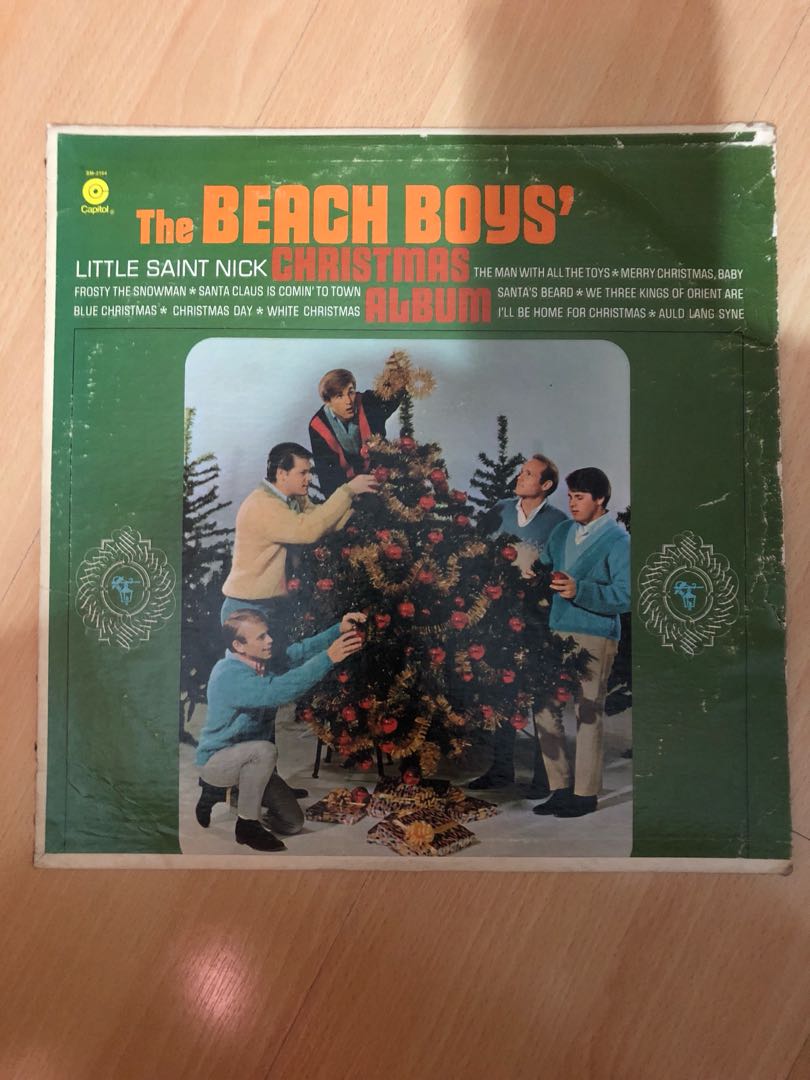 SM-2164
Capitol®
The BEACH BOYS'
LITTLE SAINT NICK CHRISTMAS THE MAN WITH ALL THE TOYS * MERRY CHRISTMAS, BABY
FROSTY THE SNOWMAN * SANTA CLAUS IS COMIN' TO TOWN ALBUM SANTA'S BEARD * WE THREE KINGS OF ORIENT ARE
BLUE CHRISTMAS * CHRISTMAS DAY * WHITE CHRISTMAS I'LL BE HOME FOR CHRISTMAS * AULD LANG SYNE